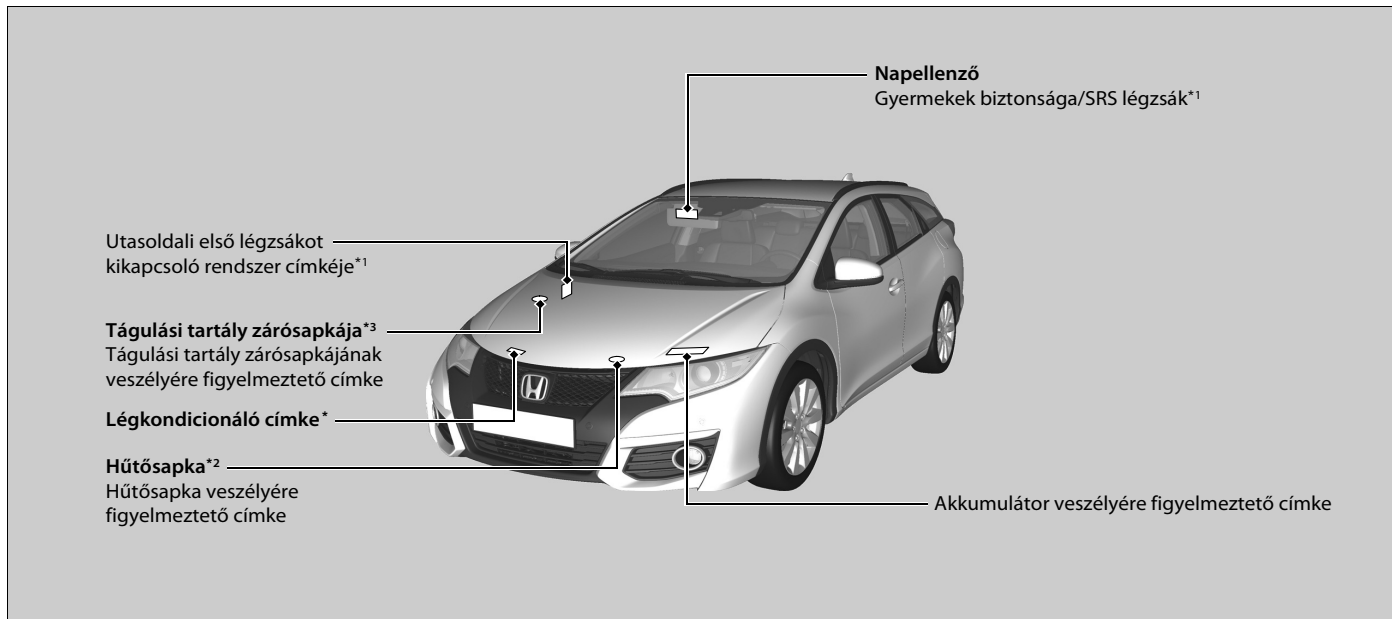 Napellenző
Gyermekek biztonsága/SRS légzsák*1
Utasoldali első légzsákot
kikapcsoló rendszer címkéje*1
Tágulási tartály zárósapkája*3
Tágulási tartály zárósapkájának
veszélyére figyelmeztető címke
Légkondicionáló címke*
Hűtősapka*2
Hűtősapka veszélyére
figyelmeztető címke
Akkumulátor veszélyére figyelmeztető címke